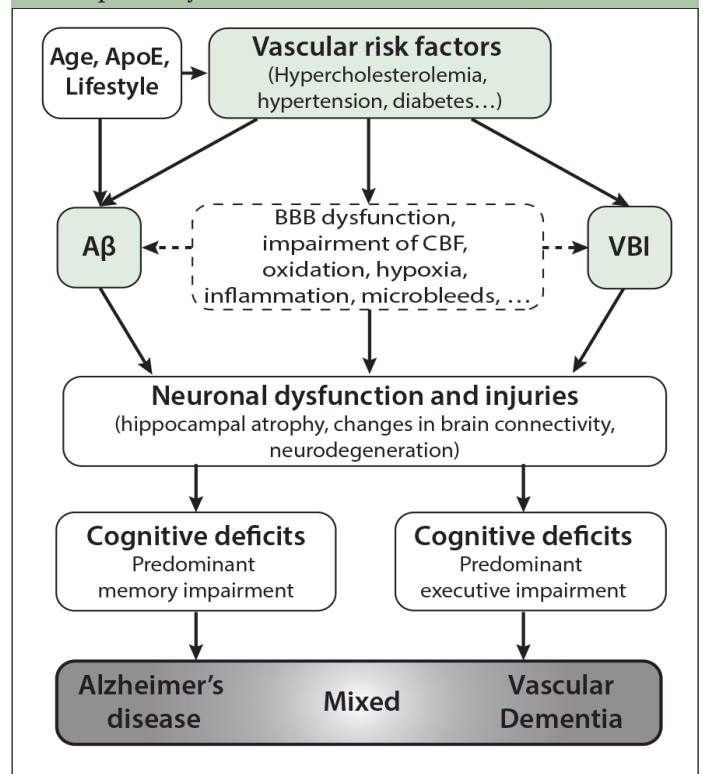 Age, ApoE,
Lifestyle
Vascular risk factors
(Hypercholesterolemia,
hypertension, diabetes…)
Aβ
BBB dysfunction,
impairment of CBF,
oxidation, hypoxia,
inflammation, microbleeds, …
VBI
Neuronal dysfunction and injuries
(hippocampal atrophy, changes in brain connectivity,
neurodegeneration)
Cognitive deficits
Predominant
memory impairment
Cognitive deficits
Predominant
executive impairment
Alzheimer's
disease
Mixed
Vascular
Dementia